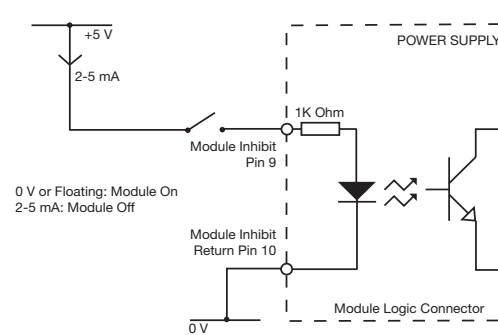 +5 V
POWER SUPPLY
2-5 mA
1K Ohm
Module Inhibit
Pin 9
0 V or Floating: Module On
2-5 mA: Module Off
Module Inhibit
Return Pin 10
Module Logic Connector
0 V